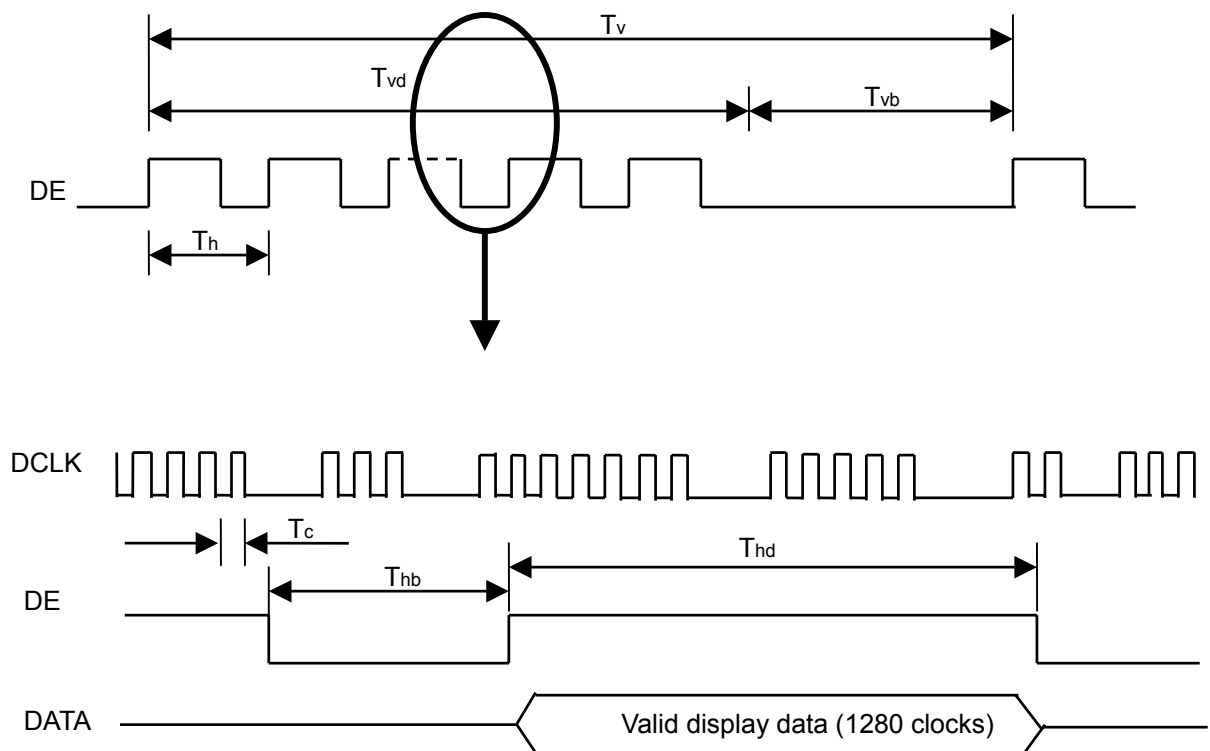 Tv
Tvd
Tvb
DE
Th
DCLK
Tc
Thd
Thb
DE
DATA
Valid display data (1280 clocks)